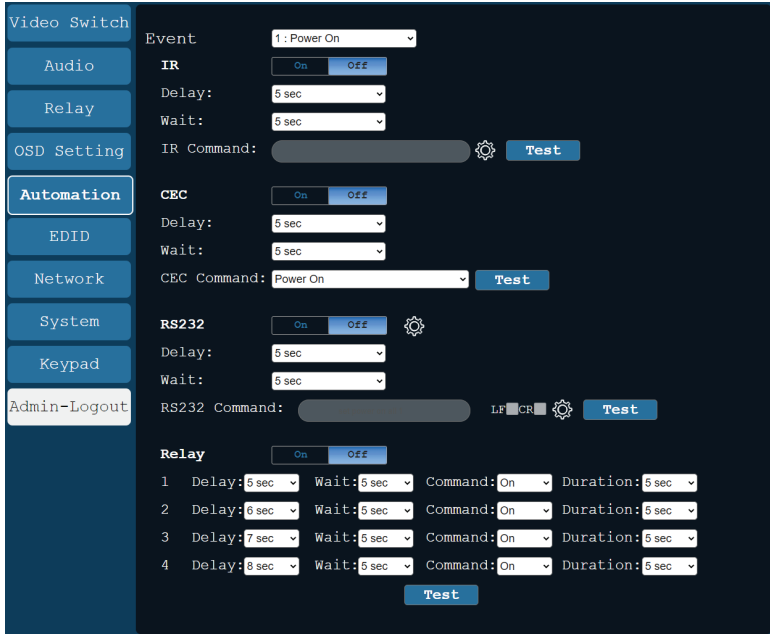 Video Switch
Audio
Relay
OSD Setting
Automation
EDID
Network
System
Keypad
Admin-Logout
Event 1 : Power On
IR On Off
Delay: 5 sec
Wait: 5 sec
IR Command: Test
CEC On Off
Delay: 5 sec
Wait: 5 sec
CEC Command: Power On Test
RS232 On Off
Delay: 5 sec
Wait: 5 sec
RS232 Command: LF CR Test
Relay On Off
1 Delay: 5 sec Wait: 5 sec Command: On Duration: 5 sec
2 Delay: 6 sec Wait: 5 sec Command: On Duration: 5 sec
3 Delay: 7 sec Wait: 5 sec Command: On Duration: 5 sec
4 Delay: 8 sec Wait: 5 sec Command: On Duration: 5 sec
Test